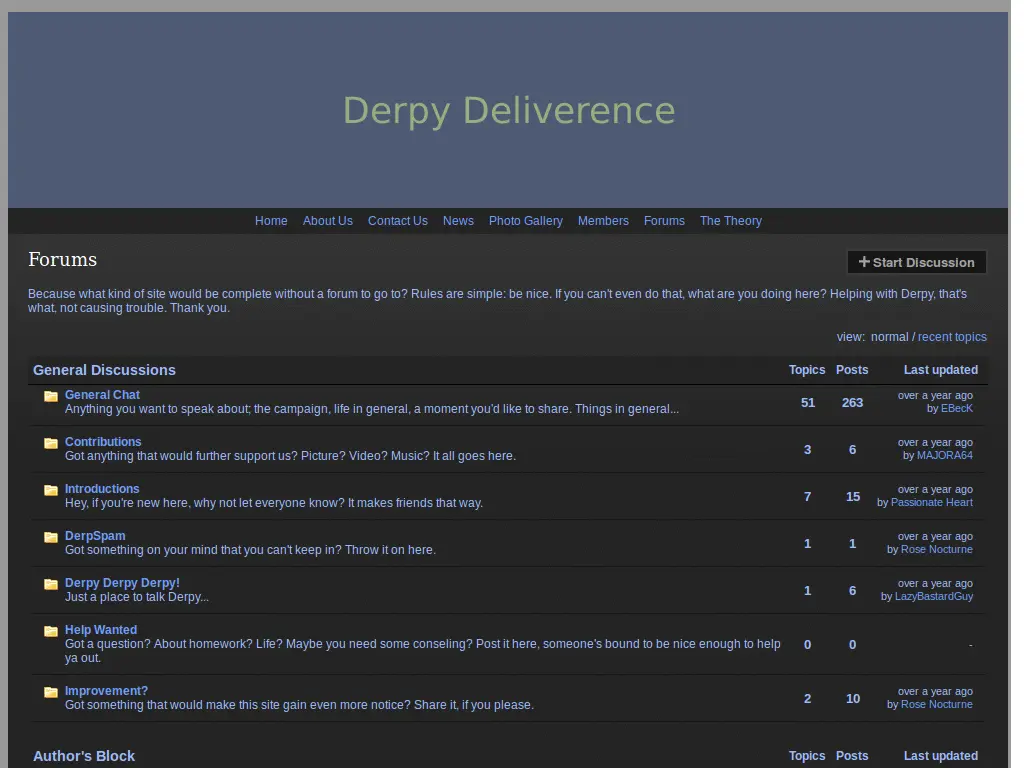 Derpy Deliverence
Home About Us Contact Us News Photo Gallery Members Forums The Theory
Forums
Start Discussion
Because what kind of site would be complete without a forum to go to? Rules are simple: be nice. If you can't even do that, what are you doing here? Helping with Derpy, that's
what, not causing trouble. Thank you.
view: normal / recent topics
General Discussions Topics Posts Last updated
General Chat
Anything you want to speak about; the campaign, life in general, a moment you'd like to share. Things in general...
51 263
over a year ago
by EBecK
Contributions
Got anything that would further support us? Picture? Video? Music? It all goes here.
3 6
over a year ago
by MAJORA64
Introductions
Hey, if you're new here, why not let everyone know? It makes friends that way.
7 15
over a year ago
by Passionate Heart
DerpSpam
Got something on your mind that you can't keep in? Throw it on here.
1 1
over a year ago
by Rose Nocturne
Derpy Derpy Derpy!
Just a place to talk Derpy...
1 6
over a year ago
by LazyBastardGuy
Help Wanted
Got a question? About homework? Life? Maybe you need some conseling? Post it here, someone's bound to be nice enough to help
ya out.
0 0 -
Improvement?
Got something that would make this site gain even more notice? Share it, if you please.
2 10
over a year ago
by Rose Nocturne
Author's Block Topics Posts Last updated